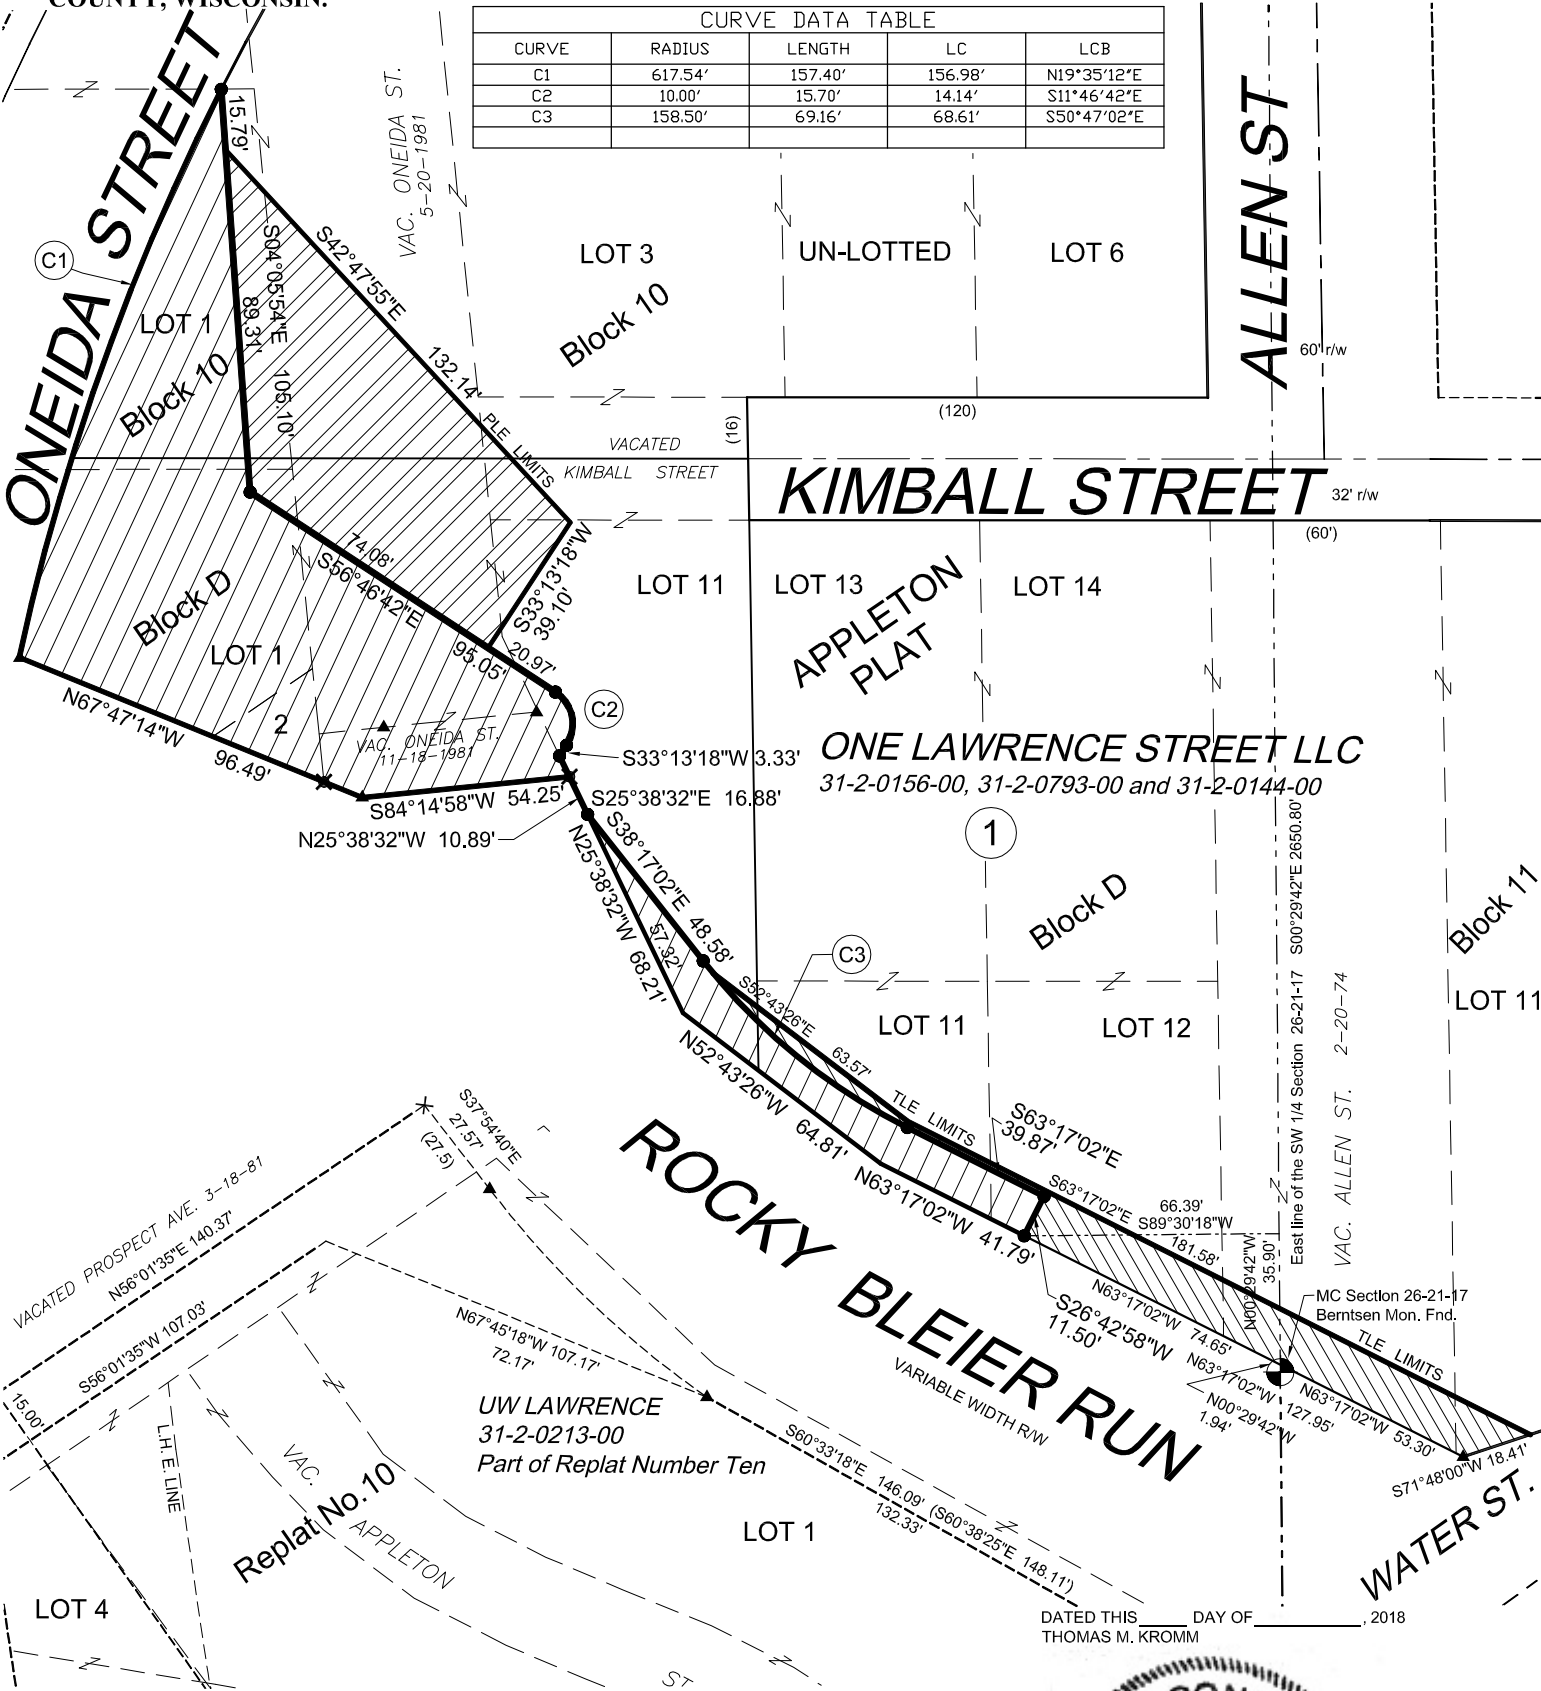 COUNTY, WISCONSIN.
CURVE DATA TABLE
CURVE RADIUS LENGTH LC LCB
C1 617.54' 157.40' 156.98' N19°35'12"E
C2 10.00' 15.70' 14.14' S11°46'42"E
C3 158.50' 69.16' 68.61' S50°47'02"E
ONEIDA STREET
15.79'
VAC. ONEIDA ST.
5-20-1981
ALLEN ST
60' r/w
C1
LOT 1
Block 10
S04°05'54"E 105.10'
89.31'
S42°47'55"E 132.14'
PLE LIMITS
LOT 3
Block 10
UN-LOTTED
LOT 6
(16)
(120)
VACATED
KIMBALL STREET
KIMBALL STREET
32' r/w
(60')
74.08'
S56°46'42"E
95.05'
20.97'
S33°13'18"W
39.10'
Block D
LOT 1
2
LOT 11
LOT 13
LOT 14
APPLETON
PLAT
N67°47'14"W 96.49'
VAC. ONEIDA ST.
11-18-1981
C2
S33°13'18"W 3.33'
S84°14'58"W 54.25'
S25°38'32"E 16.88'
N25°38'32"W 10.89'
ONE LAWRENCE STREET LLC
31-2-0156-00, 31-2-0793-00 and 31-2-0144-00
1
S38°17'02"E 48.58'
N25°38'32"W 68.21'
57.32'
Block D
Block 11
C3
S52°43'26"E
63.57'
LOT 11
LOT 12
LOT 11
East line of the SW 1/4 Section 26-21-17 S00°29'42"E 2650.80'
VAC. ALLEN ST. 2-20-74
N52°43'26"W 64.81'
TLE LIMITS
S63°17'02"E
39.87'
N63°17'02"W 41.79'
S63°17'02"E
181.58'
66.39'
S89°30'18"W
N00°29'42"W
35.90'
S26°42'58"W
11.50'
N63°17'02"W 74.65'
N63°17'02"W 127.95'
N00°29'42"W
1.94'
N63°17'02"W 53.30'
MC Section 26-21-17
Berntsen Mon. Fnd.
TLE LIMITS
S71°48'00"W 18.41'
ROCKY BLEIER RUN
VARIABLE WIDTH R/W
WATER ST.
S37°54'40"E
27.57'
(27.5)
VACATED PROSPECT AVE. 3-18-81
N56°01'35"E 140.37'
S56°01'35"W 107.03'
15.00'
N67°45'18"W 107.17'
72.17'
UW LAWRENCE
31-2-0213-00
Part of Replat Number Ten
S60°33'18"E 146.09' (S60°38'25"E 148.11')
132.33'
L.H.E. LINE
VAC.
APPLETON
ST
Replat No.10
LOT 1
LOT 4
DATED THIS DAY OF , 2018
THOMAS M. KROMM